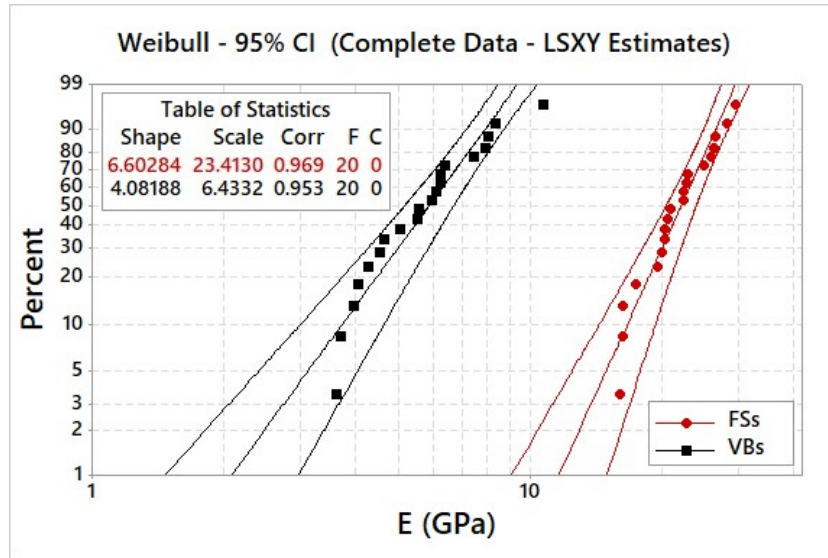 Weibull - 95% CI (Complete Data - LSXY Estimates)
Table of Statistics
Shape Scale Corr F C
6.60284 23.4130 0.969 20 0
4.08188 6.4332 0.953 20 0
Percent
99
90
80
70
60
50
40
30
20
10
5
3
2
1
FSs
VBs
1 10
E (GPa)